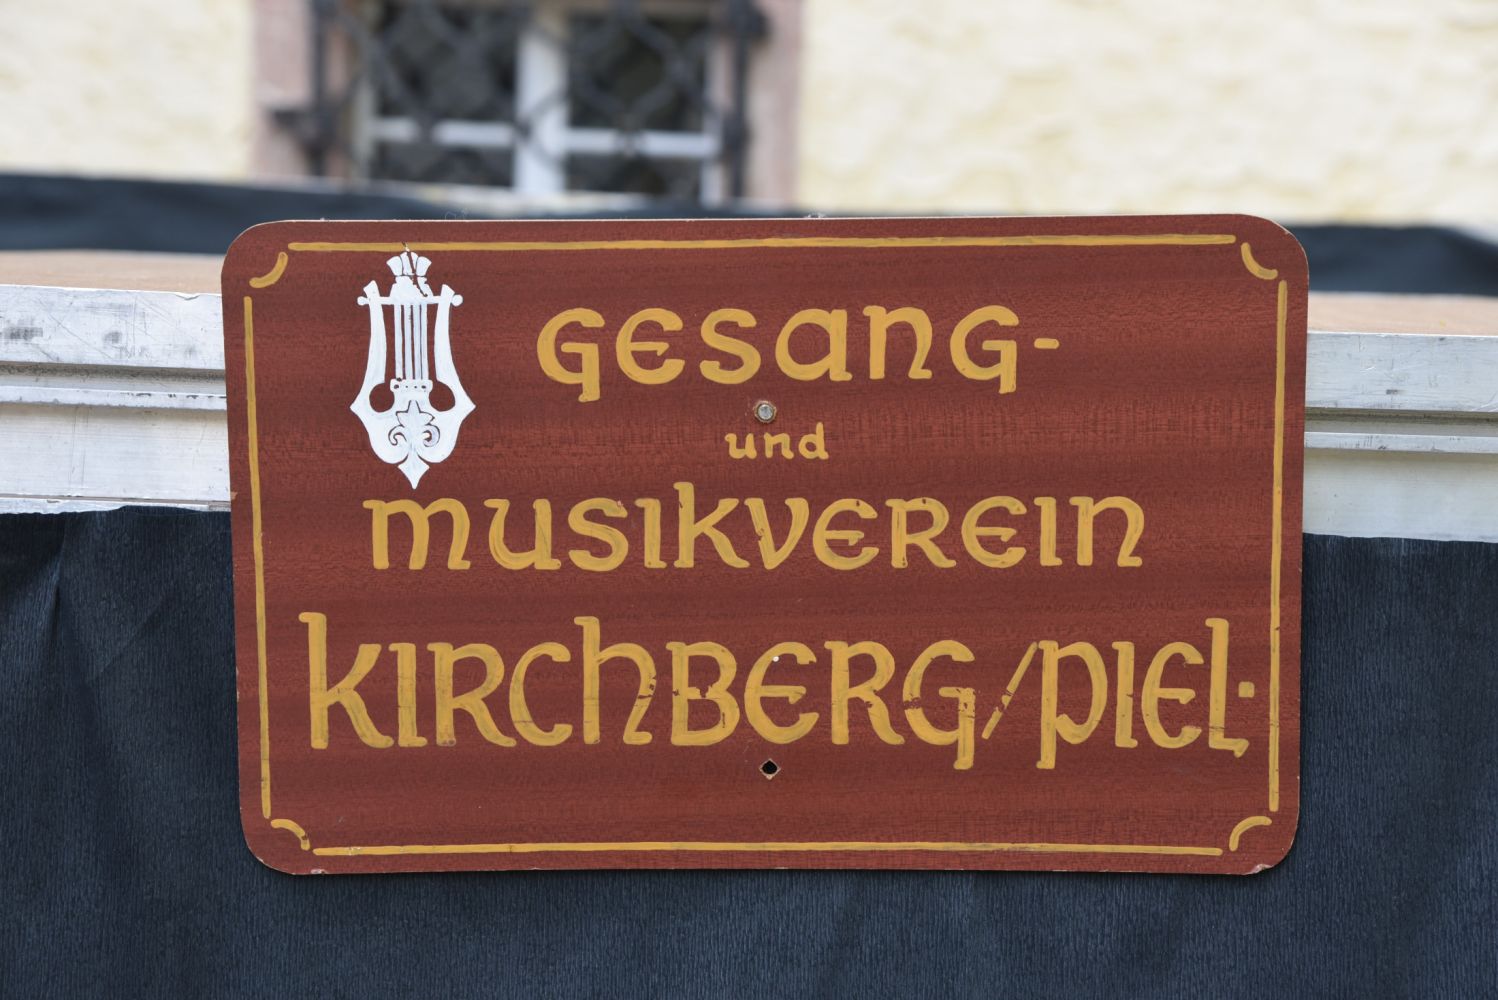 GESANG-
und
MUSIKVEREIN
KIRCHBERG/PIEL·